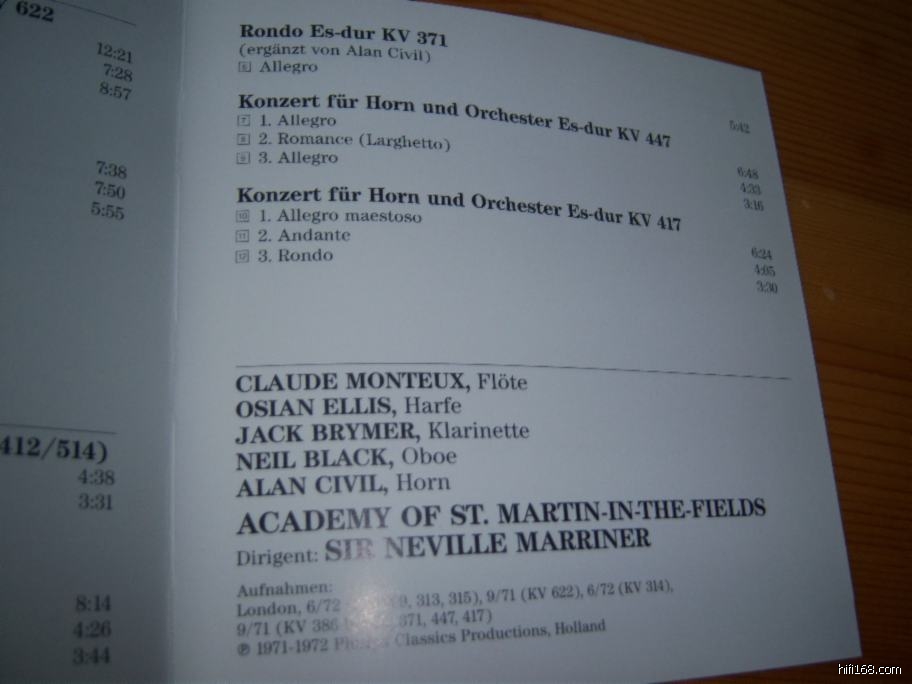 622
12:21
7:28
8:57
7:38
7:50
5:55
412/514)
4:38
3:31
8:14
4:26
3:44
Rondo Es-dur KV 371
(ergänzt von Alan Civil)
6 Allegro 5:42
Konzert für Horn und Orchester Es-dur KV 447
7 1. Allegro 6:48
8 2. Romance (Larghetto) 4:33
9 3. Allegro 3:16
Konzert für Horn und Orchester Es-dur KV 417
10 1. Allegro maestoso 6:24
11 2. Andante 4:05
12 3. Rondo 3:30
CLAUDE MONTEUX, Flöte
OSIAN ELLIS, Harfe
JACK BRYMER, Klarinette
NEIL BLACK, Oboe
ALAN CIVIL, Horn
ACADEMY OF ST. MARTIN-IN-THE-FIELDS
Dirigent: SIR NEVILLE MARRINER
Aufnahmen:
London, 6/72 9, 313, 315), 9/71 (KV 622), 6/72 (KV 314),
9/71 (KV 386 371, 447, 417)
℗ 1971-1972 Classics Productions, Holland
hifi168.com